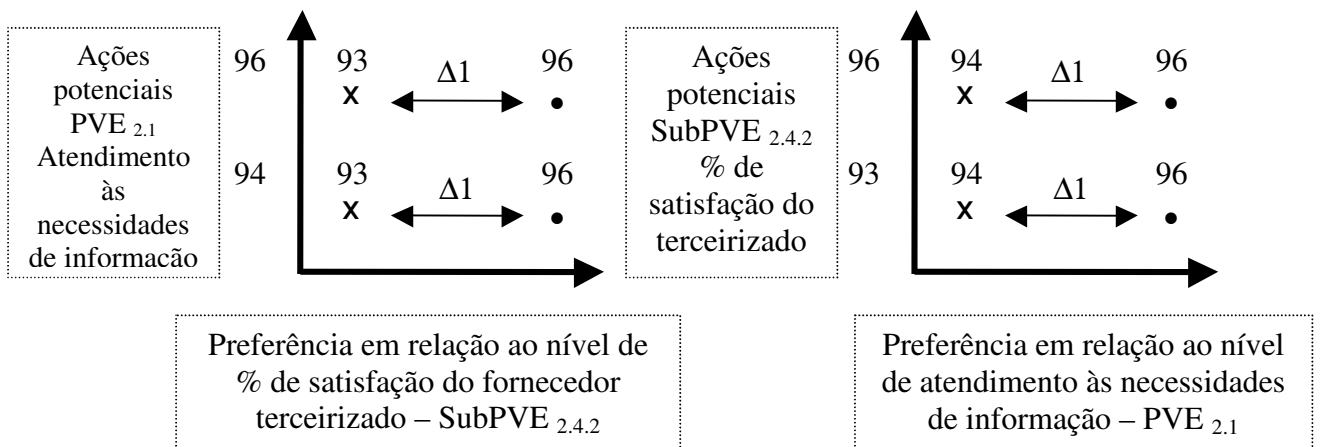 Ações
potenciais
PVE 2.1
Atendimento
às
necessidades
de informacão
96 93 Δ1 96
x •
94 93 Δ1 96
x •
Preferência em relação ao nível de
% de satisfação do fornecedor
terceirizado – SubPVE 2.4.2
Ações
potenciais
SubPVE 2.4.2
% de
satisfação do
terceirizado
96 94 Δ1 96
x •
93 94 Δ1 96
x •
Preferência em relação ao nível
de atendimento às necessidades
de informação – PVE 2.1